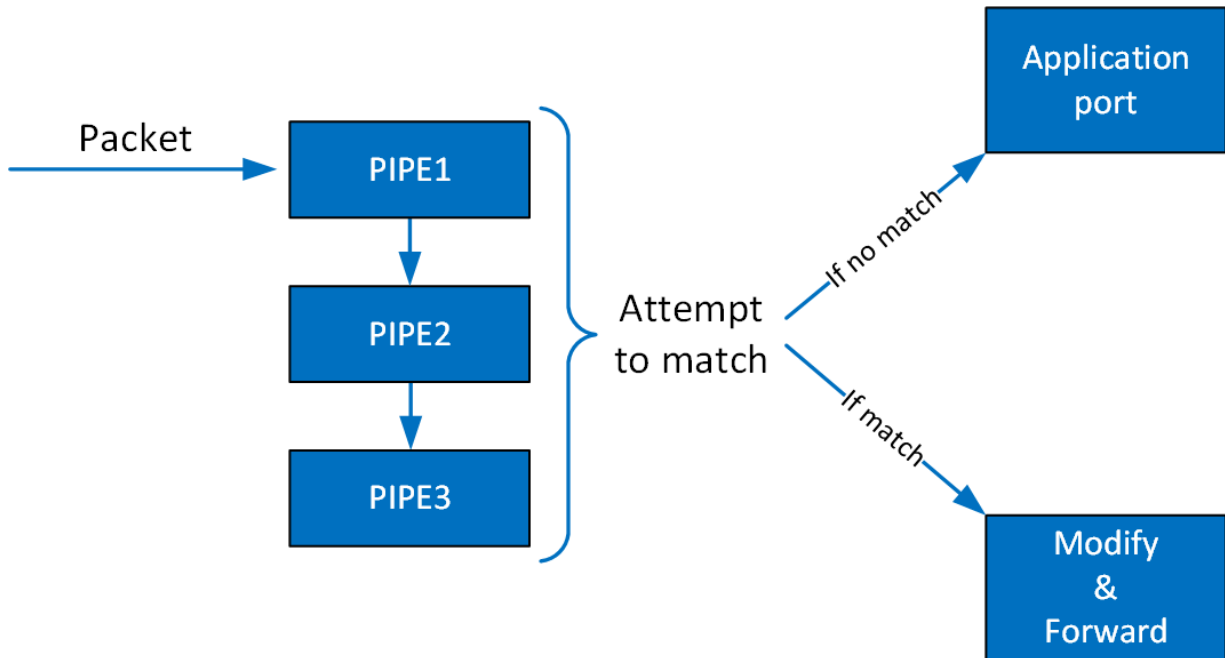 Packet
PIPE1
PIPE2
PIPE3
Attempt
to match
If no match
If match
Application
port
Modify
&
Forward